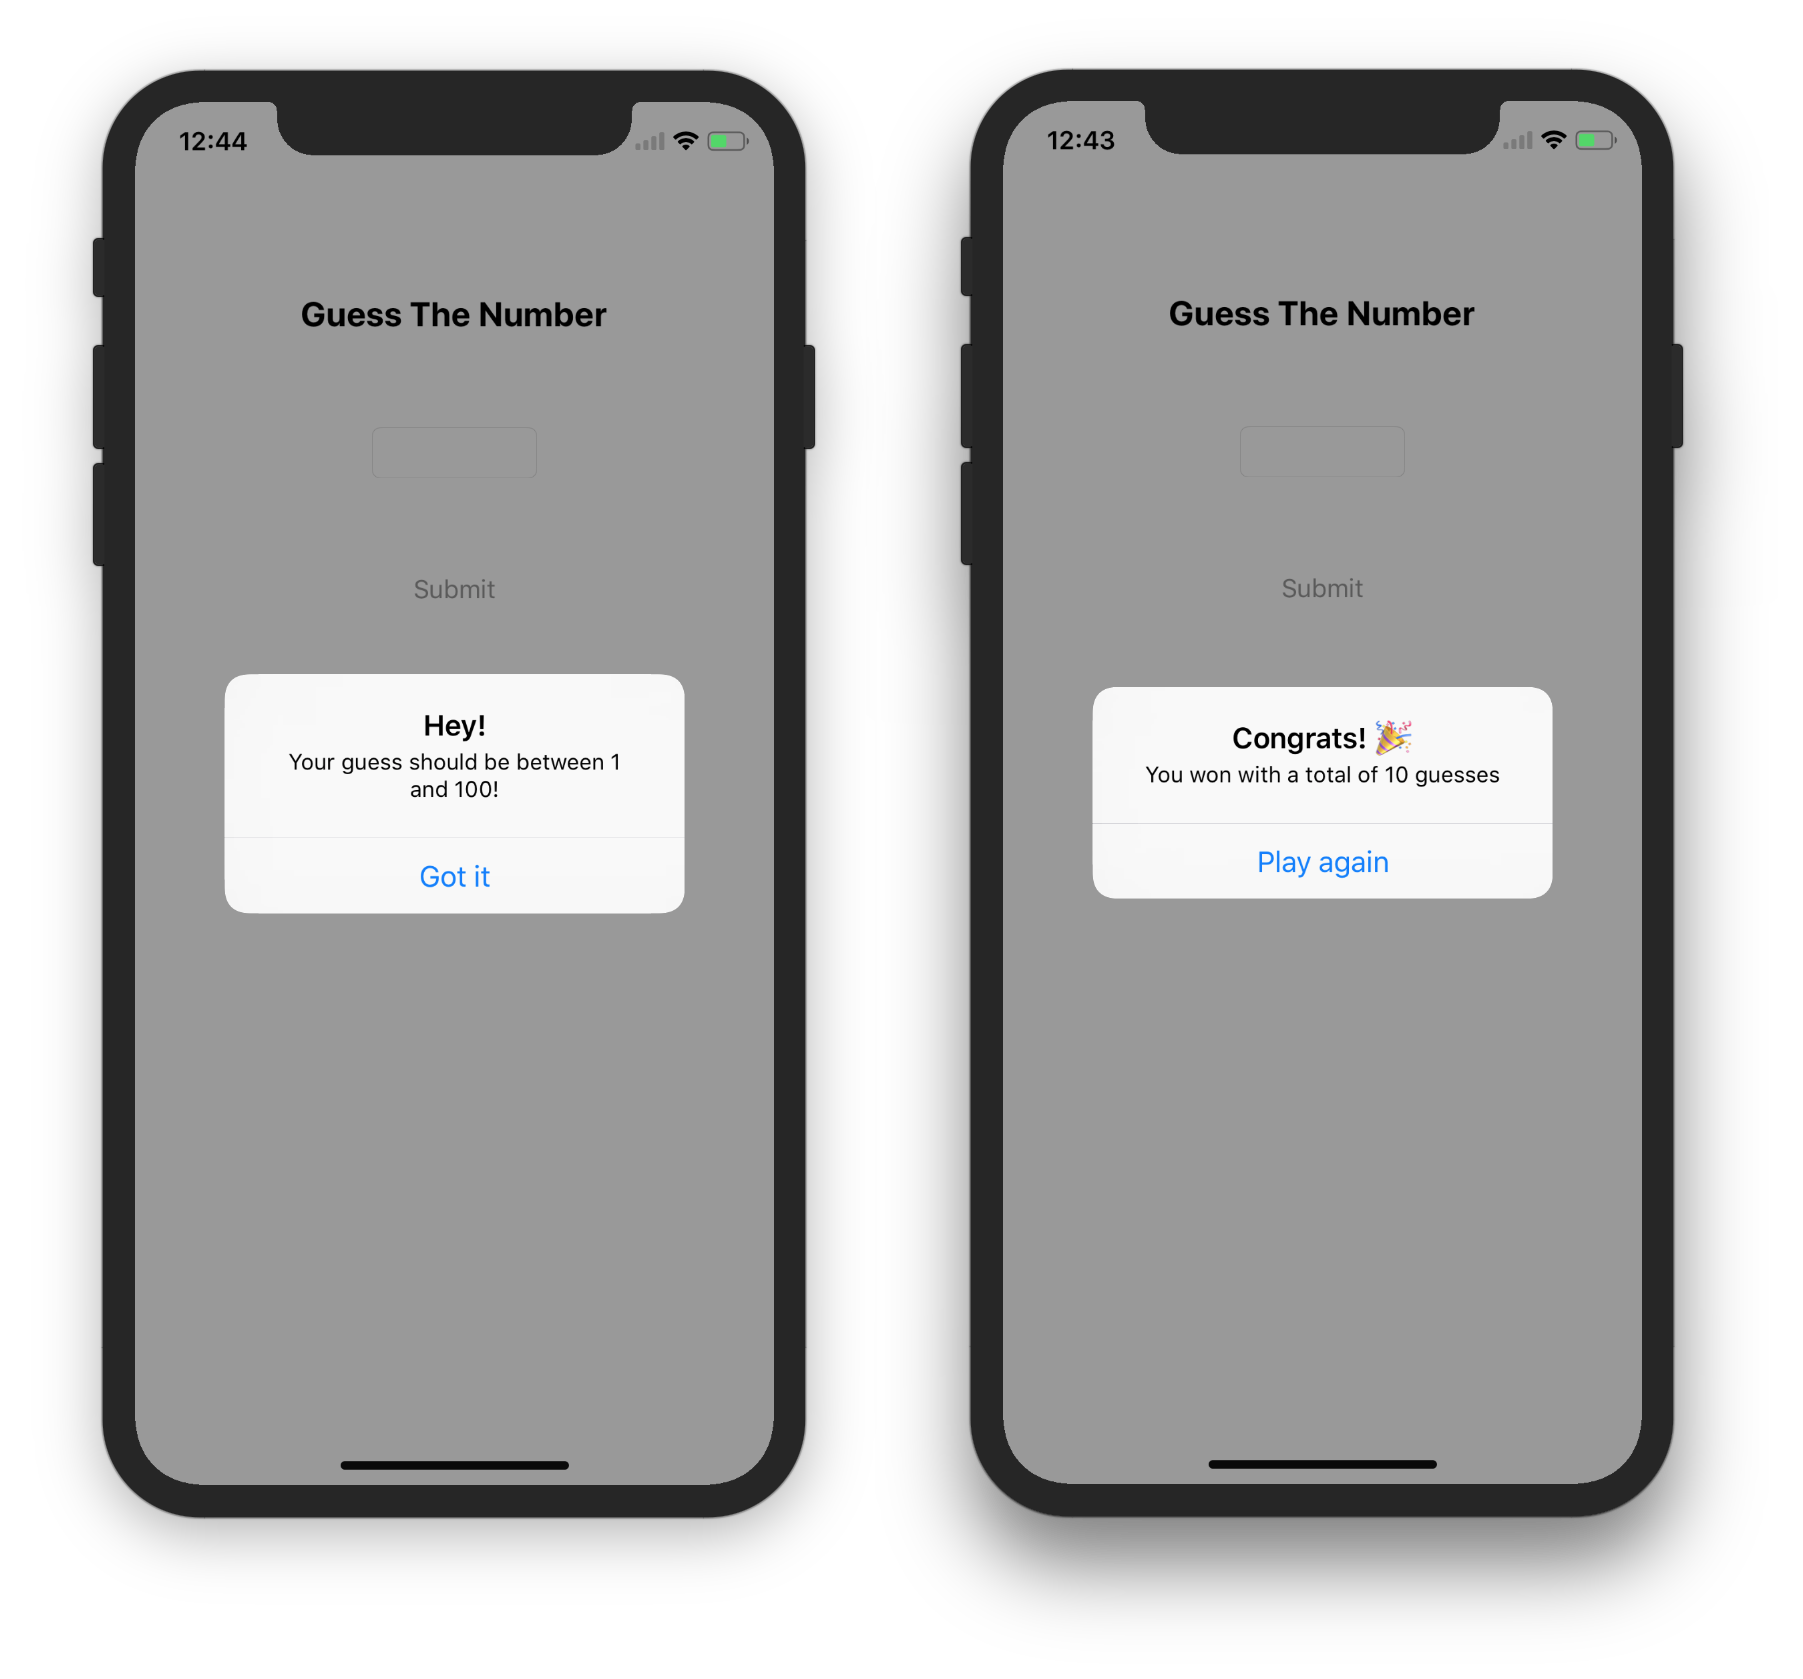 12:44
Guess The Number
Submit
Hey!
Your guess should be between 1
and 100!
Got it
12:43
Guess The Number
Submit
Congrats! 🎉
You won with a total of 10 guesses
Play again